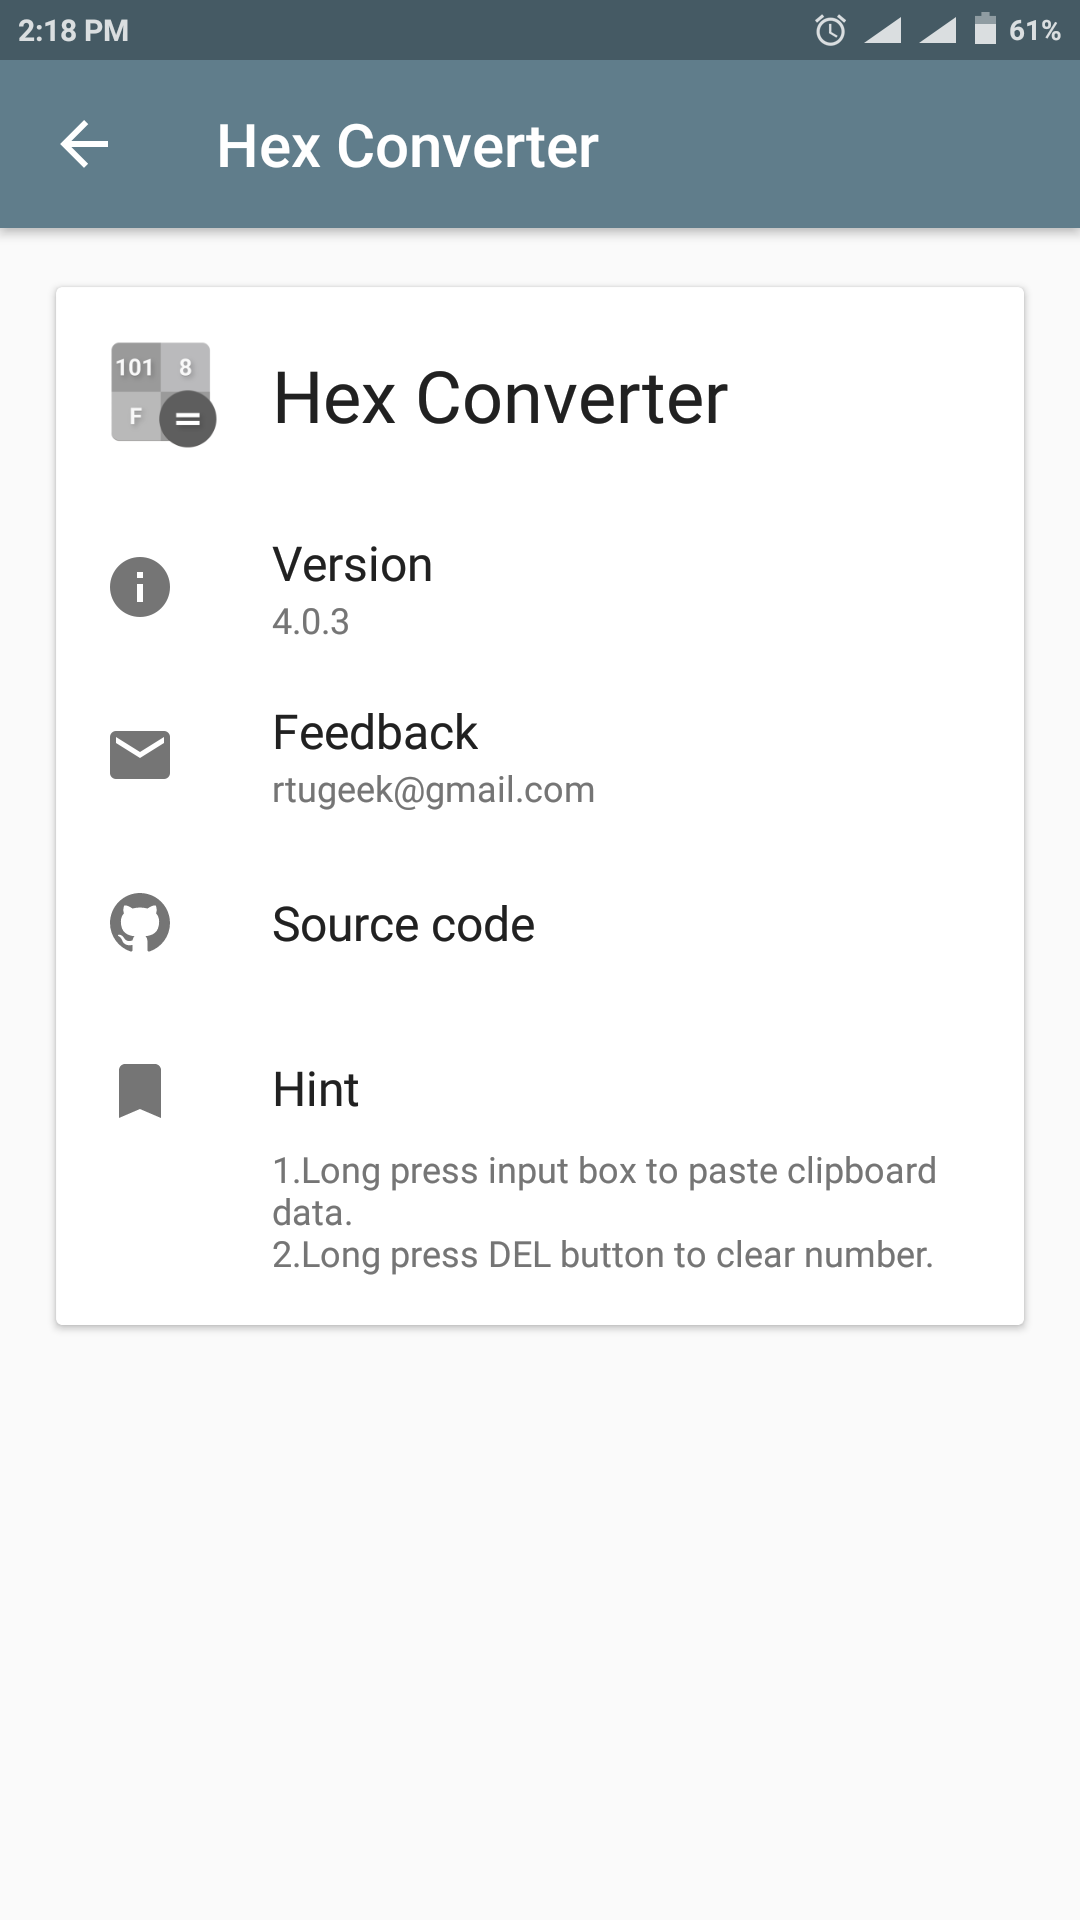 2:18 PM 61%
Hex Converter
101 8
F =
Hex Converter
Version
4.0.3
Feedback
rtugeek@gmail.com
Source code
Hint
1.Long press input box to paste clipboard
data.
2.Long press DEL button to clear number.